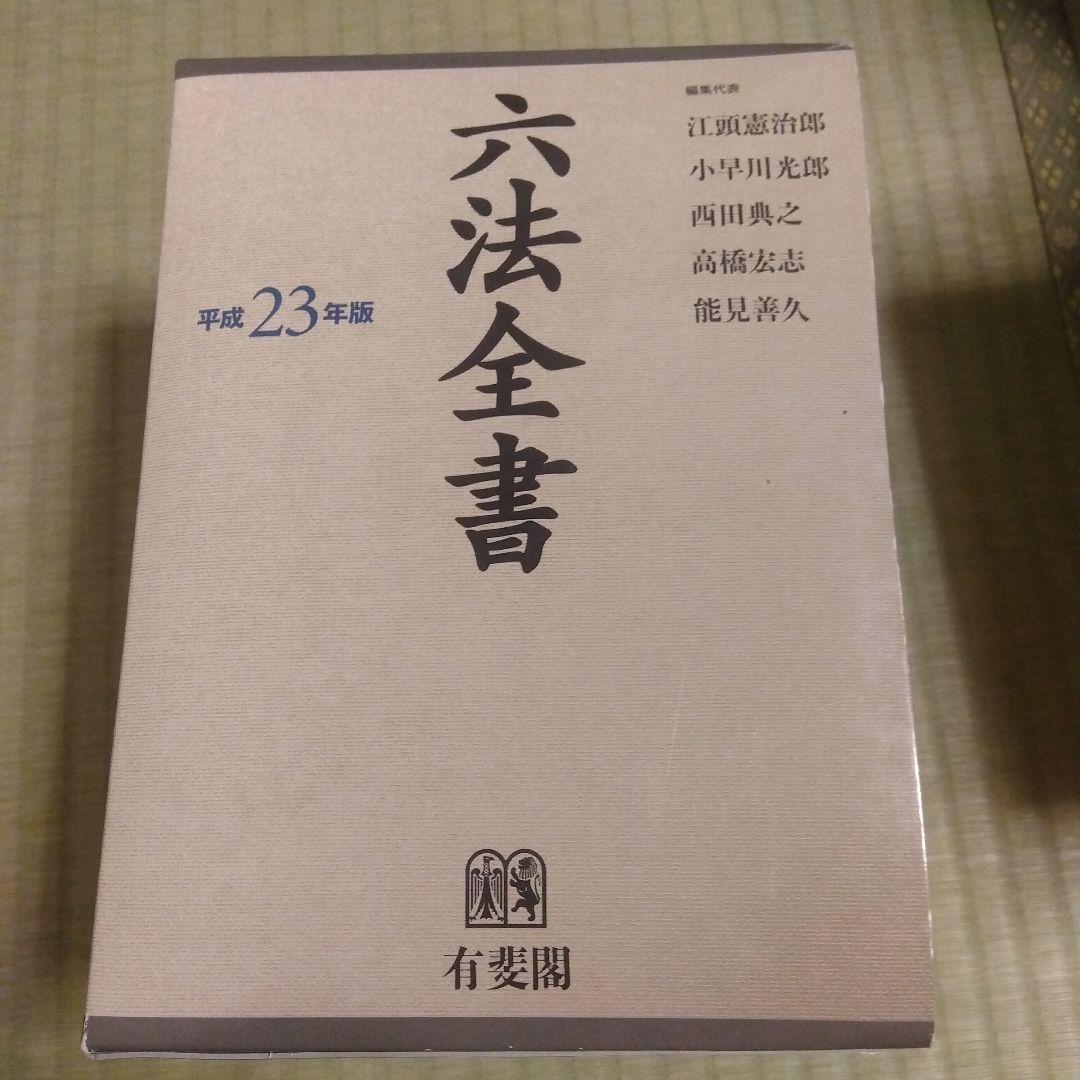 編集代表
江頭憲治郎
小早川光郎
西田典之
高橋宏志
能見善久
六法全書
平成23年版
有斐閣